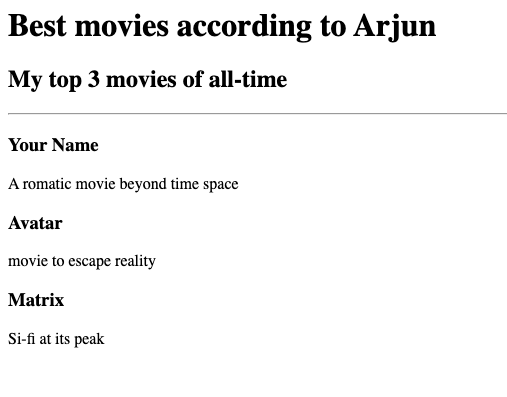 Best movies according to Arjun
My top 3 movies of all-time
Your Name
A romatic movie beyond time space
Avatar
movie to escape reality
Matrix
Si-fi at its peak